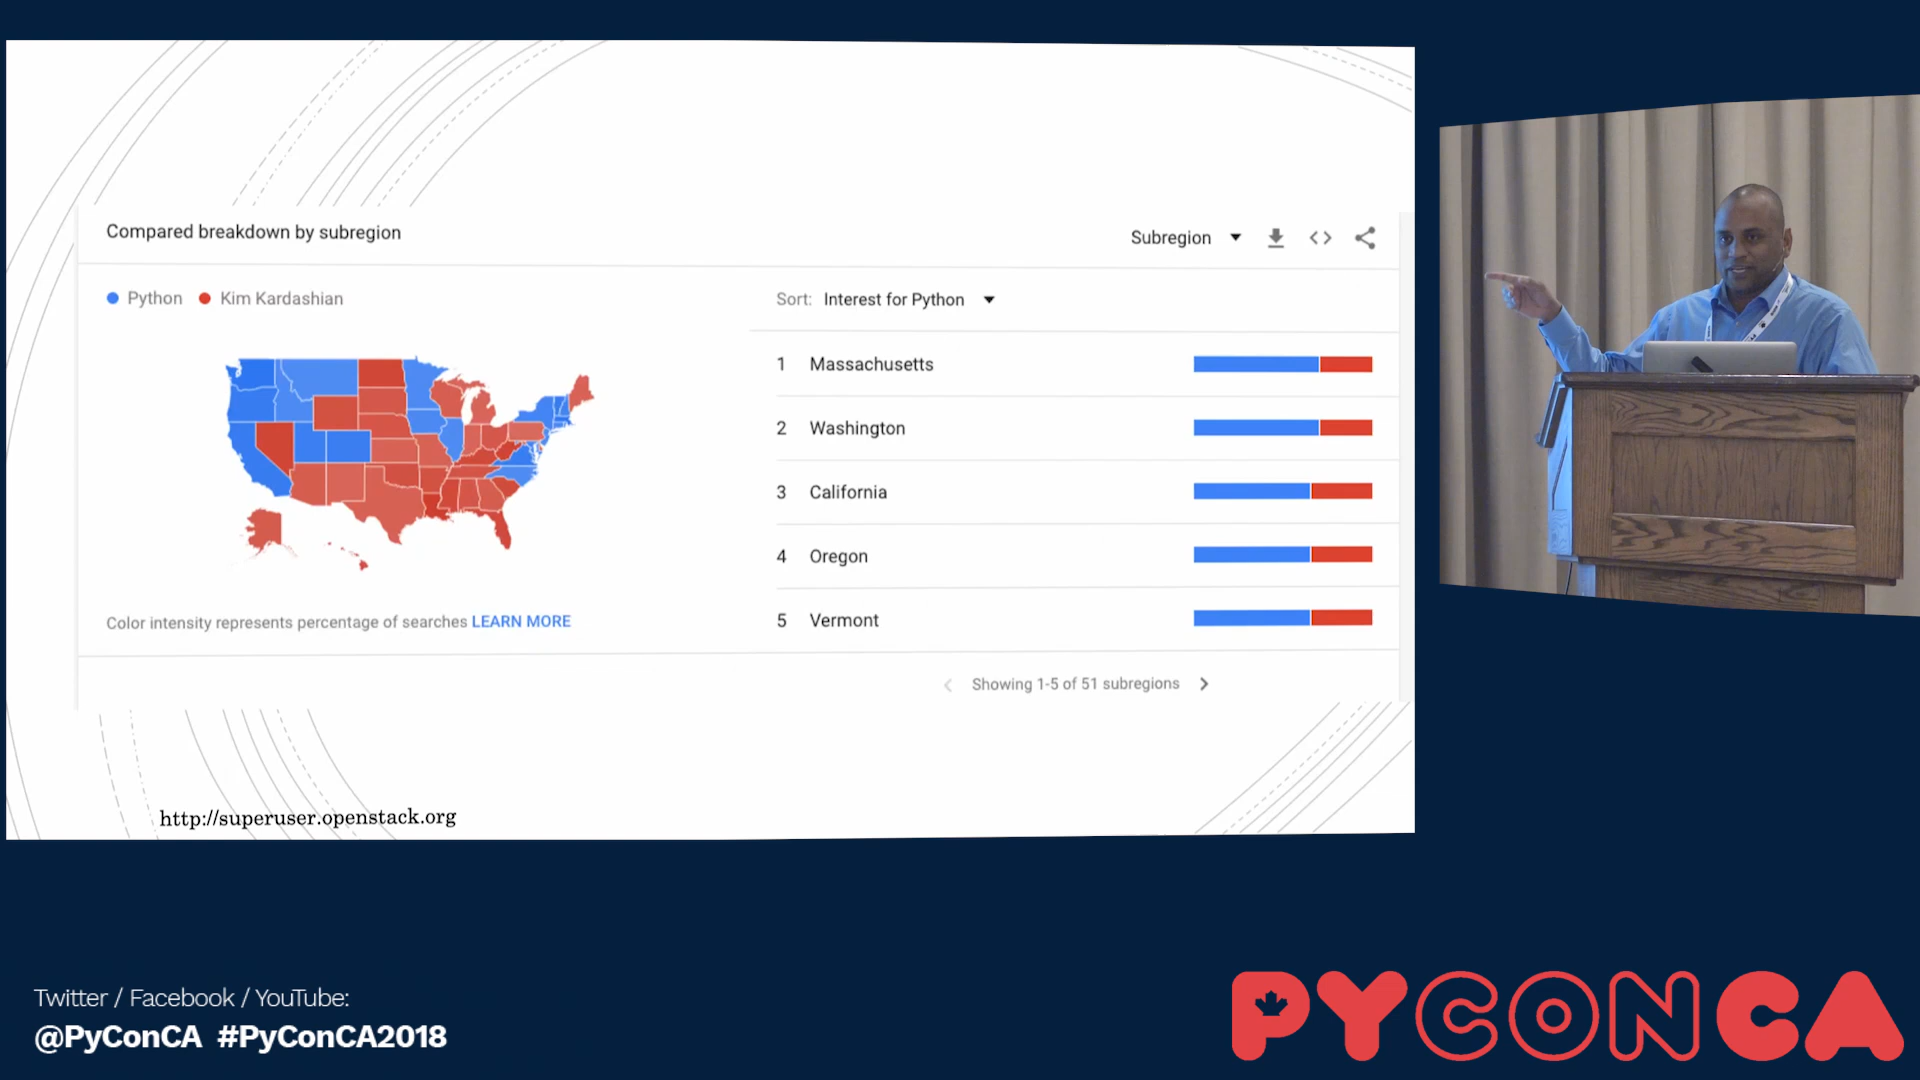 Compared breakdown by subregion
Subregion
Python Kim Kardashian
Sort: Interest for Python
1 Massachusetts
2 Washington
3 California
4 Oregon
5 Vermont
Color intensity represents percentage of searches LEARN MORE
Showing 1-5 of 51 subregions
http://superuser.openstack.org
Twitter / Facebook / YouTube:
@PyConCA #PyConCA2018
PYCONCA